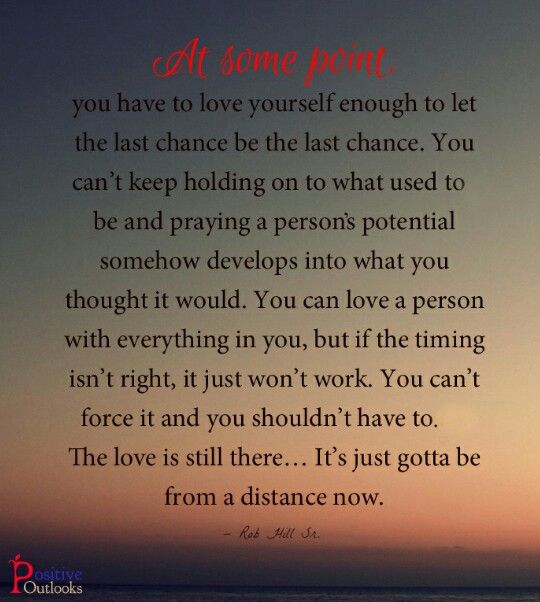 At some point,
you have to love yourself enough to let
the last chance be the last chance. You
can't keep holding on to what used to
be and praying a person's potential
somehow develops into what you
thought it would. You can love a person
with everything in you, but if the timing
isn't right, it just won't work. You can't
force it and you shouldn't have to.
The love is still there... It's just gotta be
from a distance now.
- Rob Hill Sr.
Positive
Outlooks